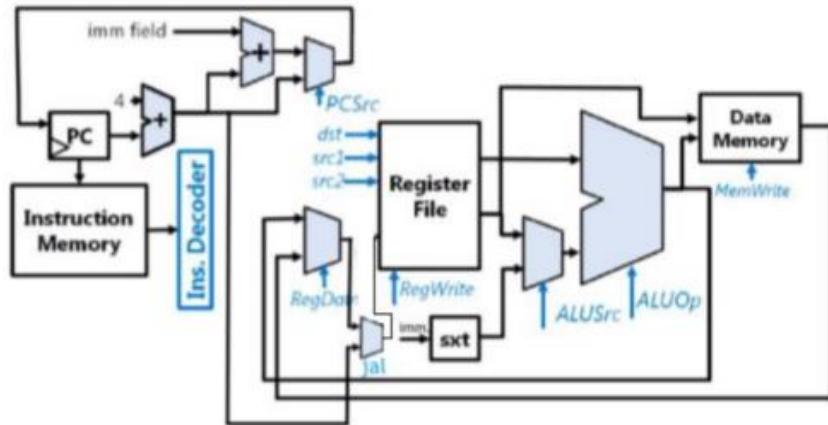 imm field
+
4
+
PCSrc
PC
Instruction
Memory
Ins. Decoder
dst
src1
src2
Register
File
Data
Memory
MemWrite
RegWrite
ALUSrc
ALUOp
imm.
sxt
jal